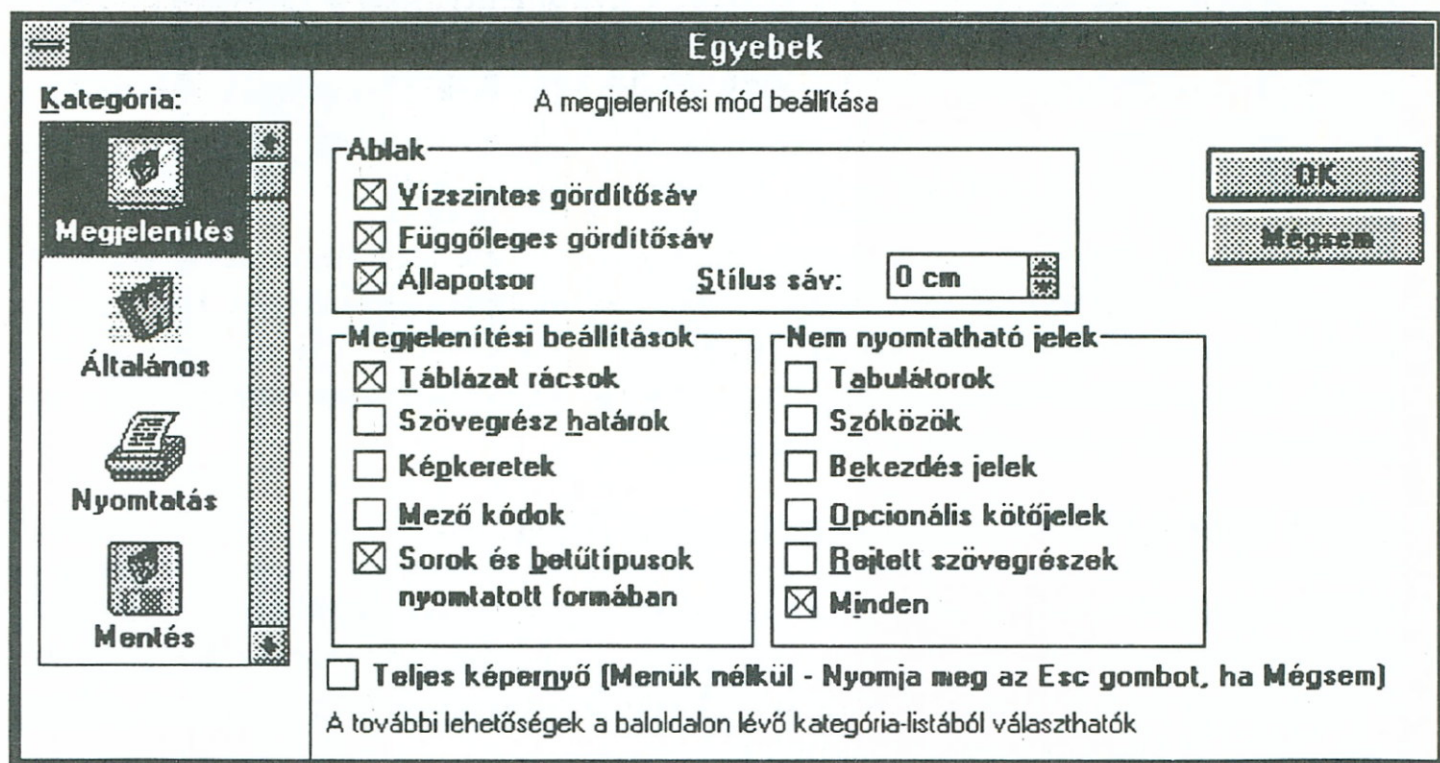 Egyebek
Kategória:
Megjelenítés
Általános
Nyomtatás
Mentés
A megjelenítési mód beállítása
Ablak
Vízszintes gördítősáv
Függőleges gördítősáv
Állapotsor
Stílus sáv:
0 cm
OK
Mégsem
Megjelenítési beállítások
Táblázat rácsok
Szövegrész határok
Képkeretek
Mező kódok
Sorok és betűtípusok
nyomtatott formában
Nem nyomtatható jelek
Tabulátorok
Szóközök
Bekezdés jelek
Opcionális kötőjelek
Rejtett szövegrészek
Minden
Teljes képernyő (Menük nélkül - Nyomja meg az Esc gombot, ha Mégsem)
A további lehetőségek a baloldalon lévő kategória-listából választhatók